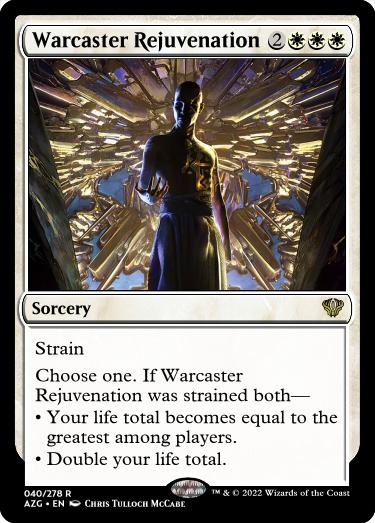 Warcaster Rejuvenation 2
Sorcery
Strain
Choose one. If Warcaster
Rejuvenation was strained both—
• Your life total becomes equal to the
greatest among players.
• Double your life total.
040/278 R
AZG • EN Chris Tulloch McCabe
™ & © 2022 Wizards of the Coast